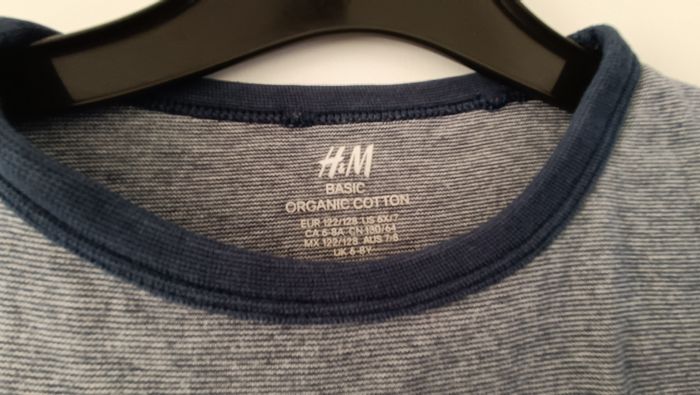 H&M
BASIC
ORGANIC COTTON
EUR 122/128 US 6X/7
CA 6-8A CN 130/64
MX 122/128 AUS 7/8
UK 6-8Y